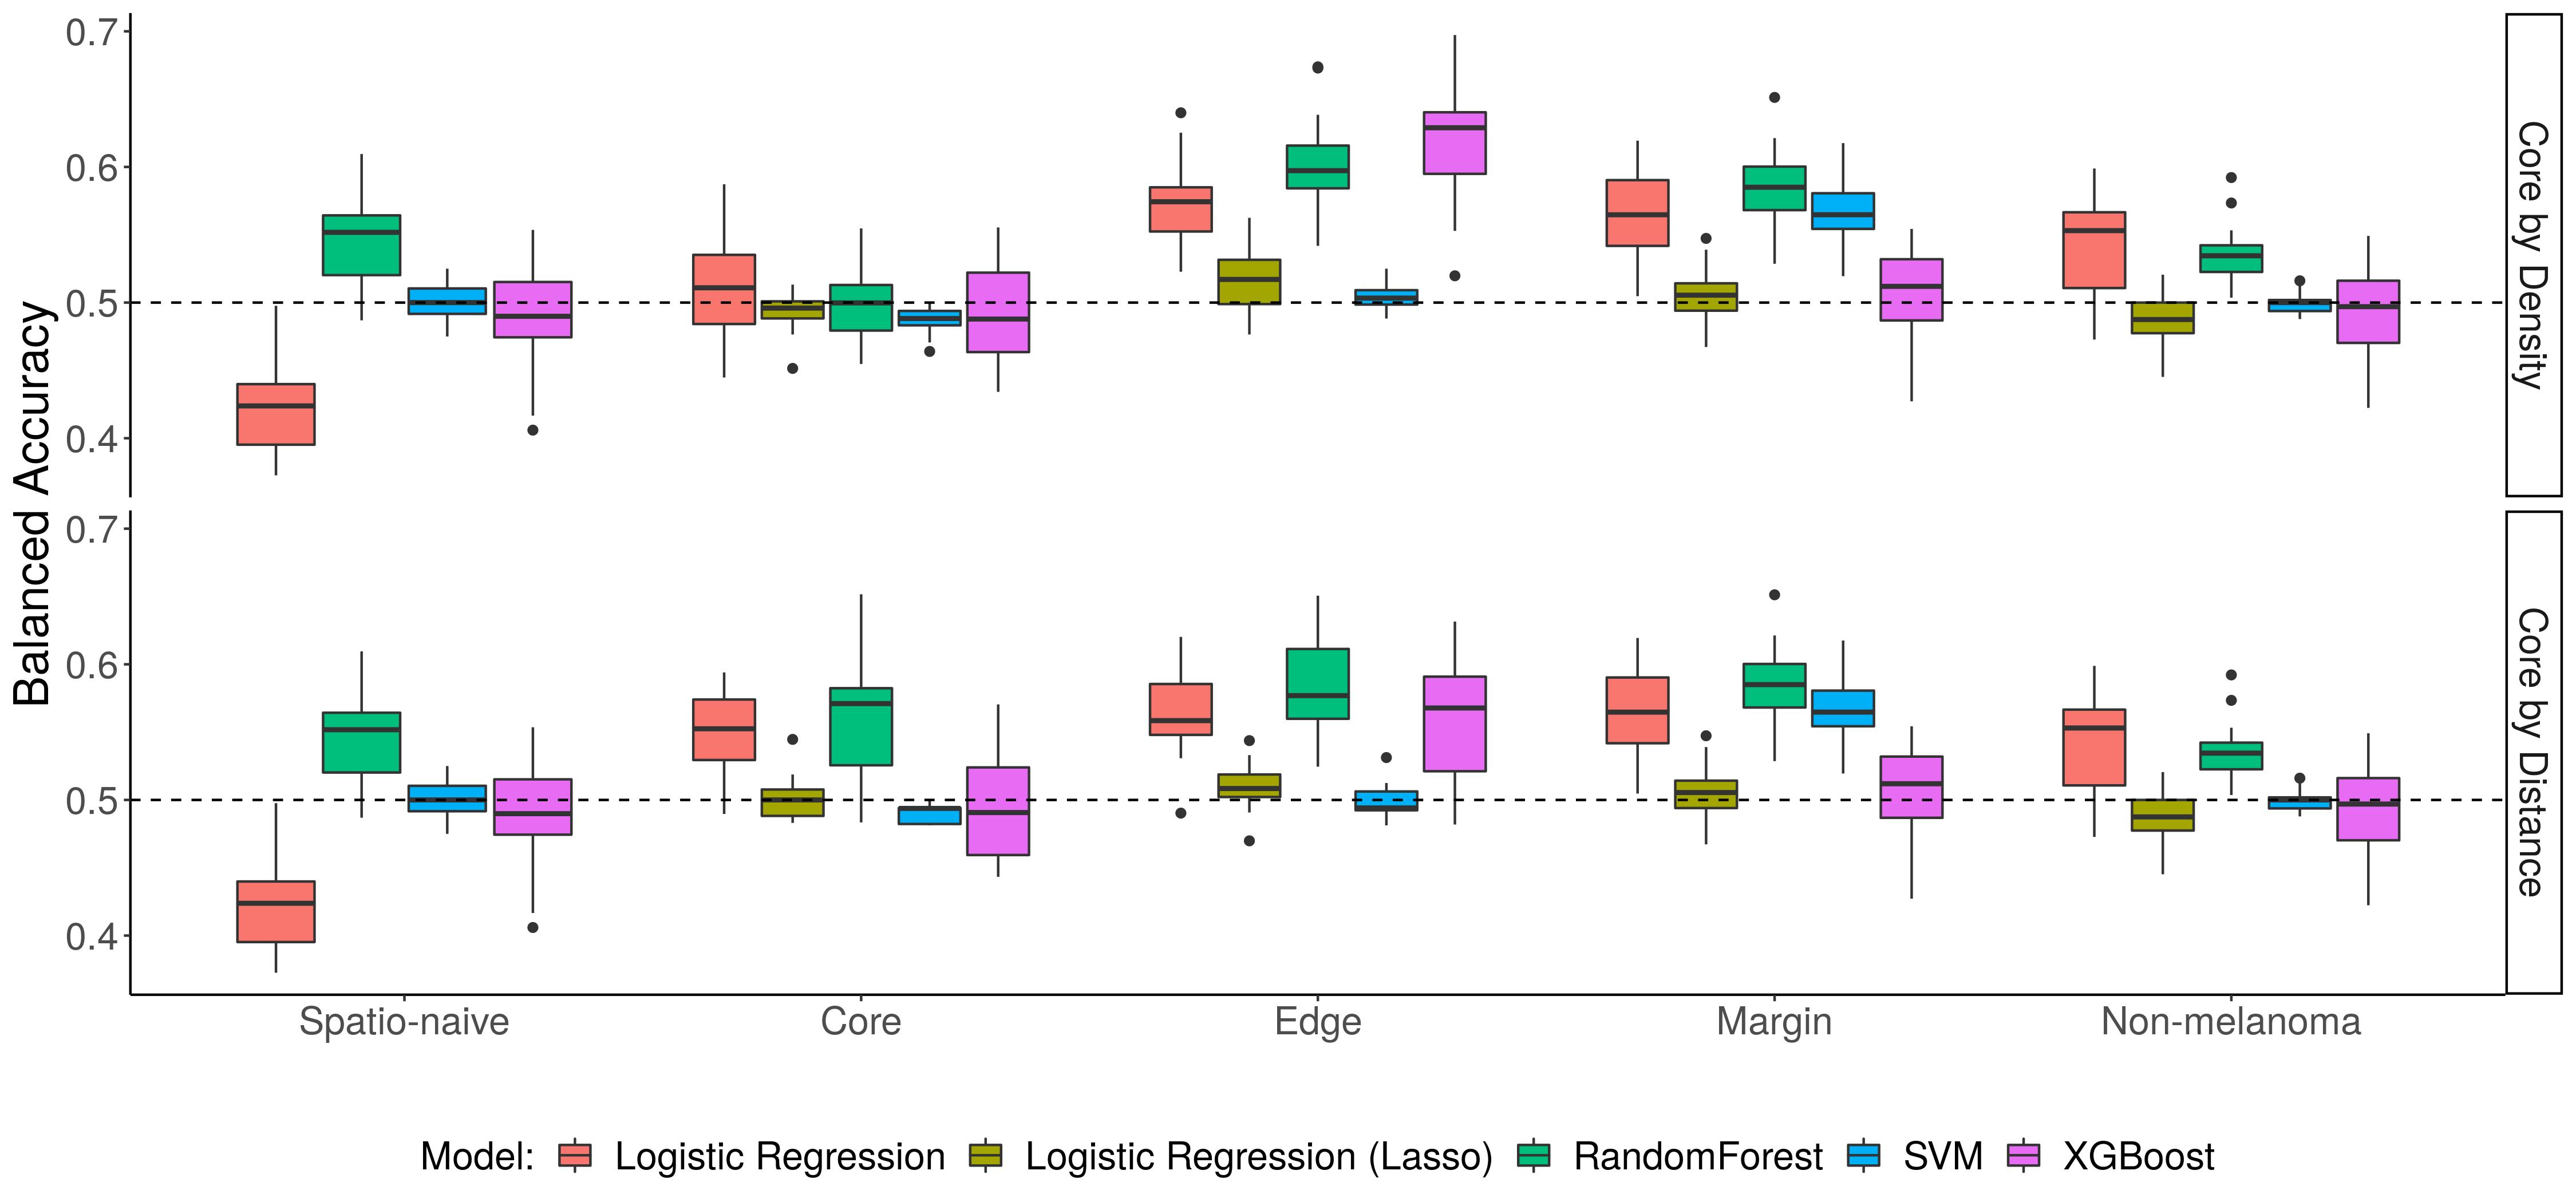 Balanced Accuracy
0.7
0.6
0.5
0.4
Core by Density
0.7
0.6
0.5
0.4
Core by Distance
Spatio-naive Core Edge Margin Non-melanoma
Model: Logistic Regression Logistic Regression (Lasso) RandomForest SVM XGBoost